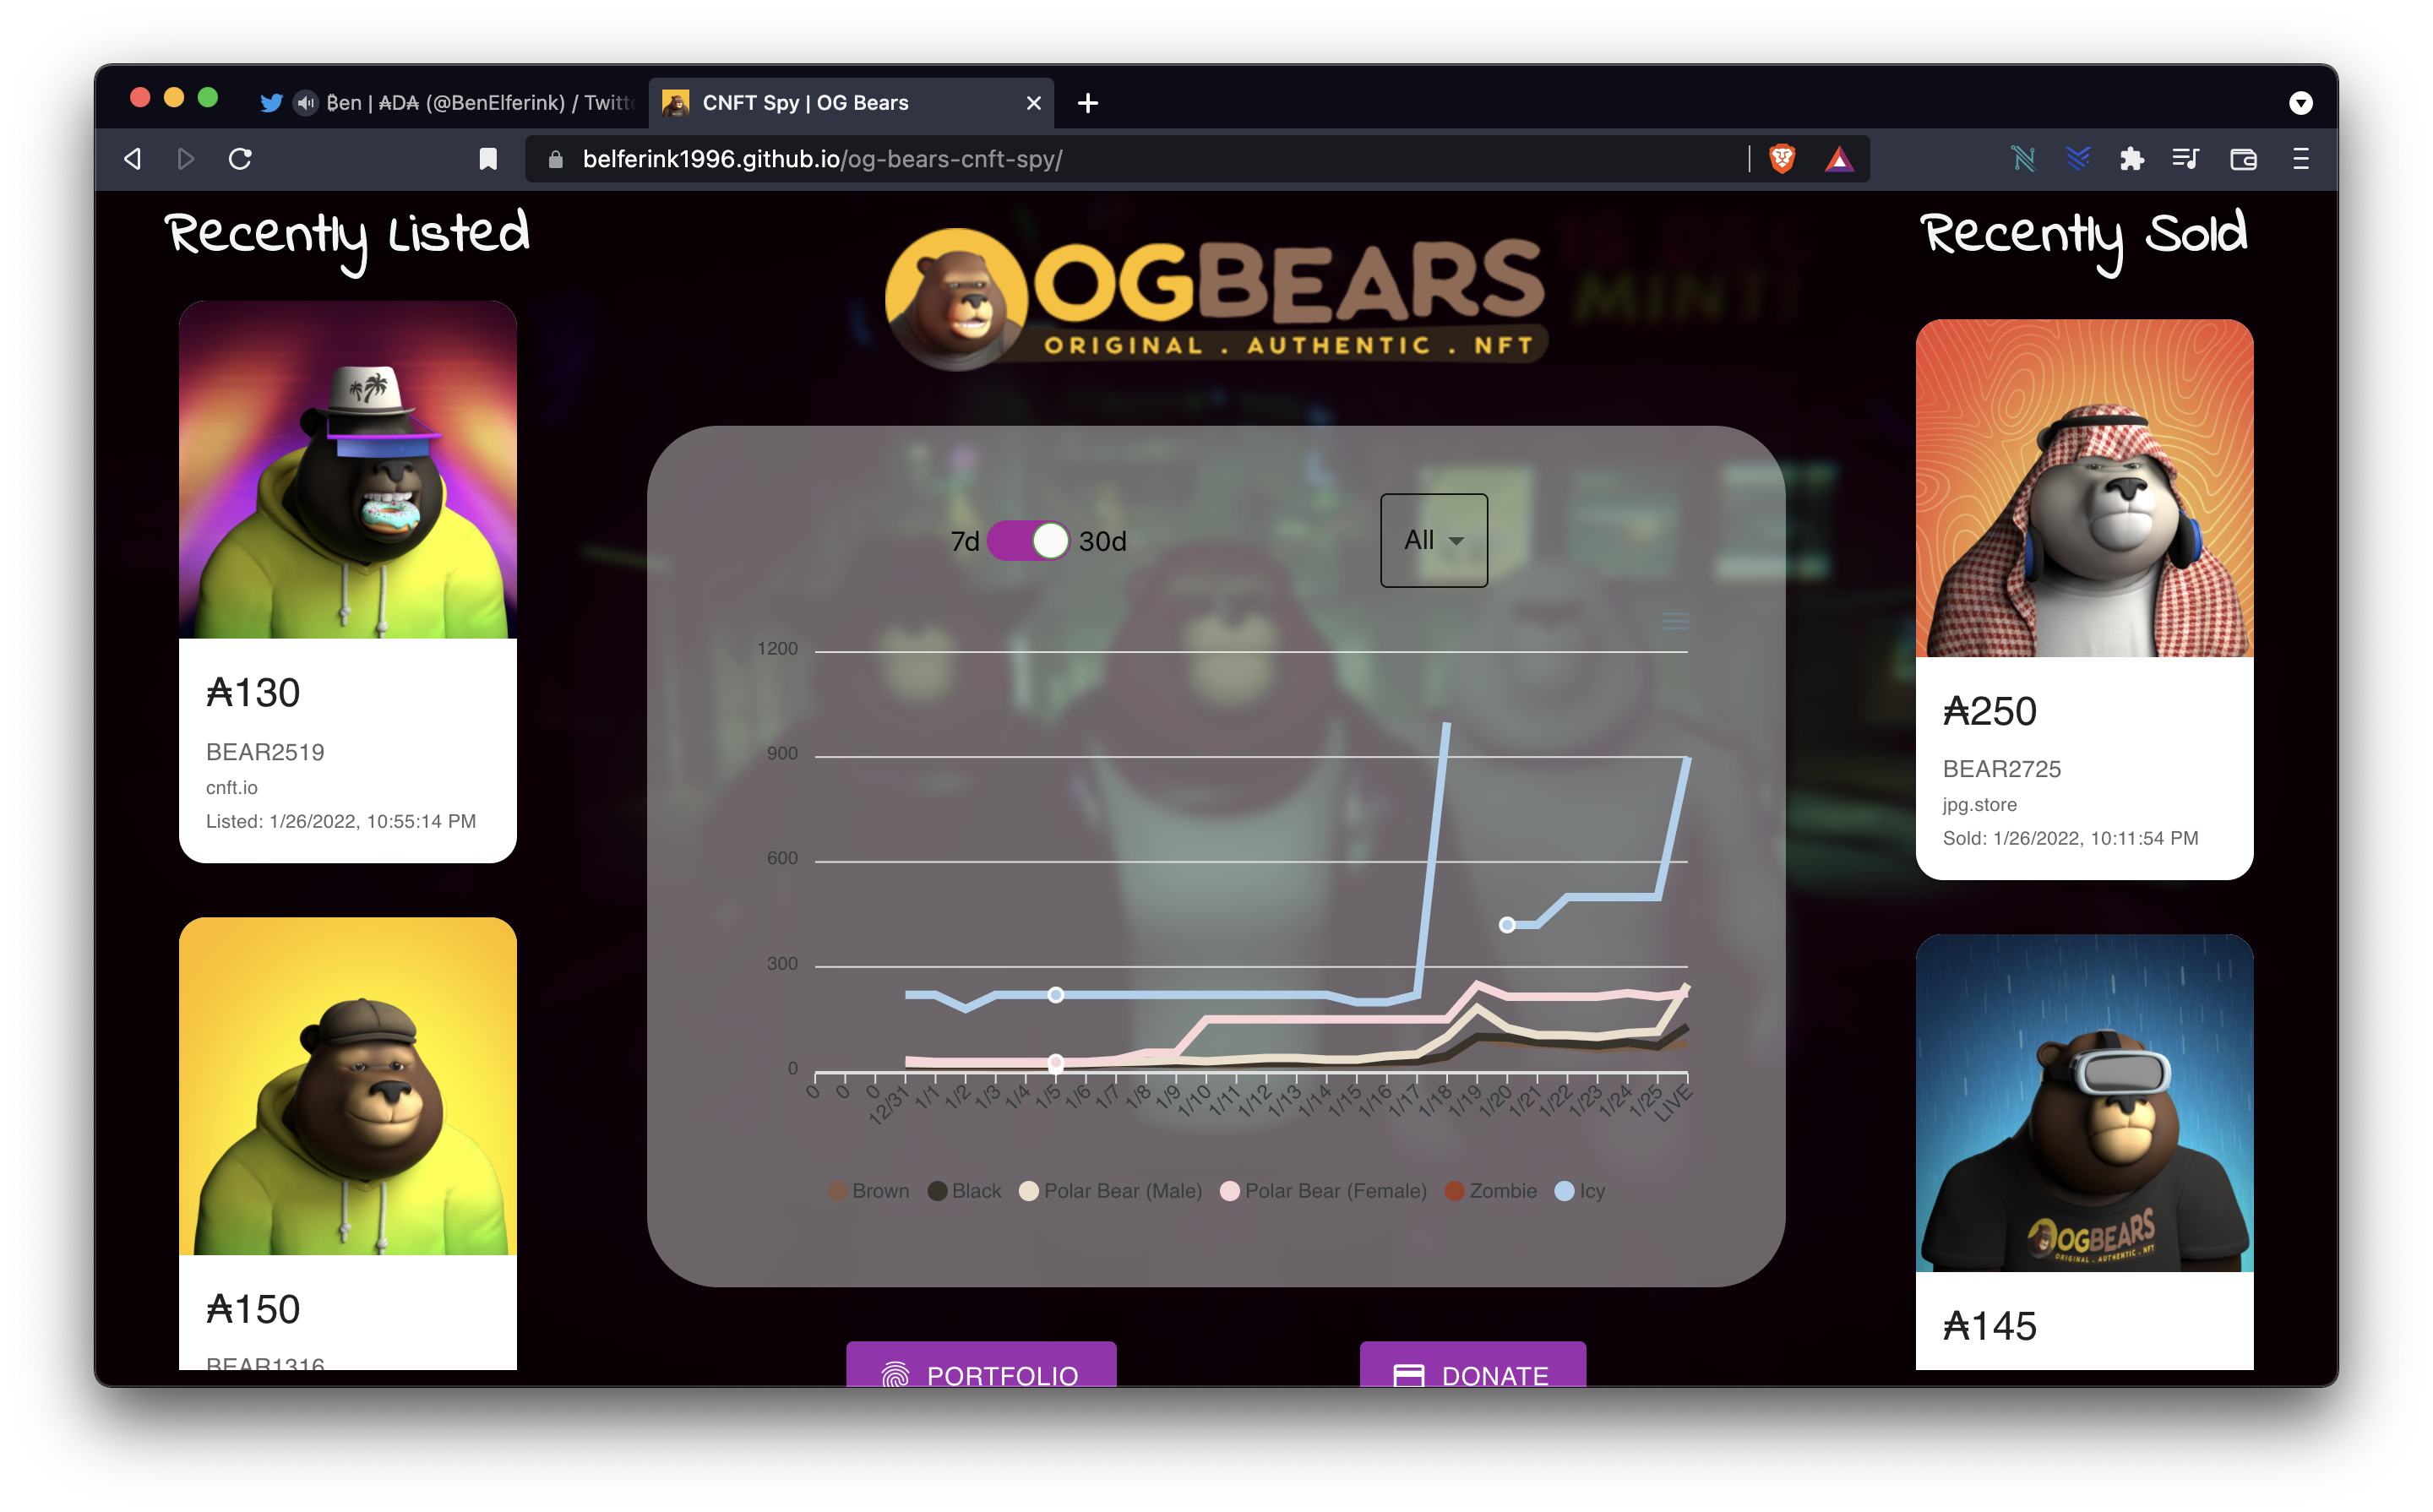 ₿en | ₳D₳ (@BenElferink) / Twitte
CNFT Spy | OG Bears
belferink1996.github.io/og-bears-cnft-spy/
Recently Listed
₳130
BEAR2519
cnft.io
Listed: 1/26/2022, 10:55:14 PM
₳150
BEAR1316
OGBEARS
ORIGINAL . AUTHENTIC . NFT
MINT!
7d
30d
All
1200
900
600
300
0
0
0
0
12/31
1/1
1/2
1/3
1/4
1/5
1/6
1/7
1/8
1/9
1/10
1/11
1/12
1/13
1/14
1/15
1/16
1/17
1/18
1/19
1/20
1/21
1/22
1/23
1/24
1/25
LIVE
Brown
Black
Polar Bear (Male)
Polar Bear (Female)
Zombie
Icy
PORTFOLIO
DONATE
Recently Sold
₳250
BEAR2725
jpg.store
Sold: 1/26/2022, 10:11:54 PM
OGBEARS
ORIGINAL . AUTHENTIC . NFT
₳145